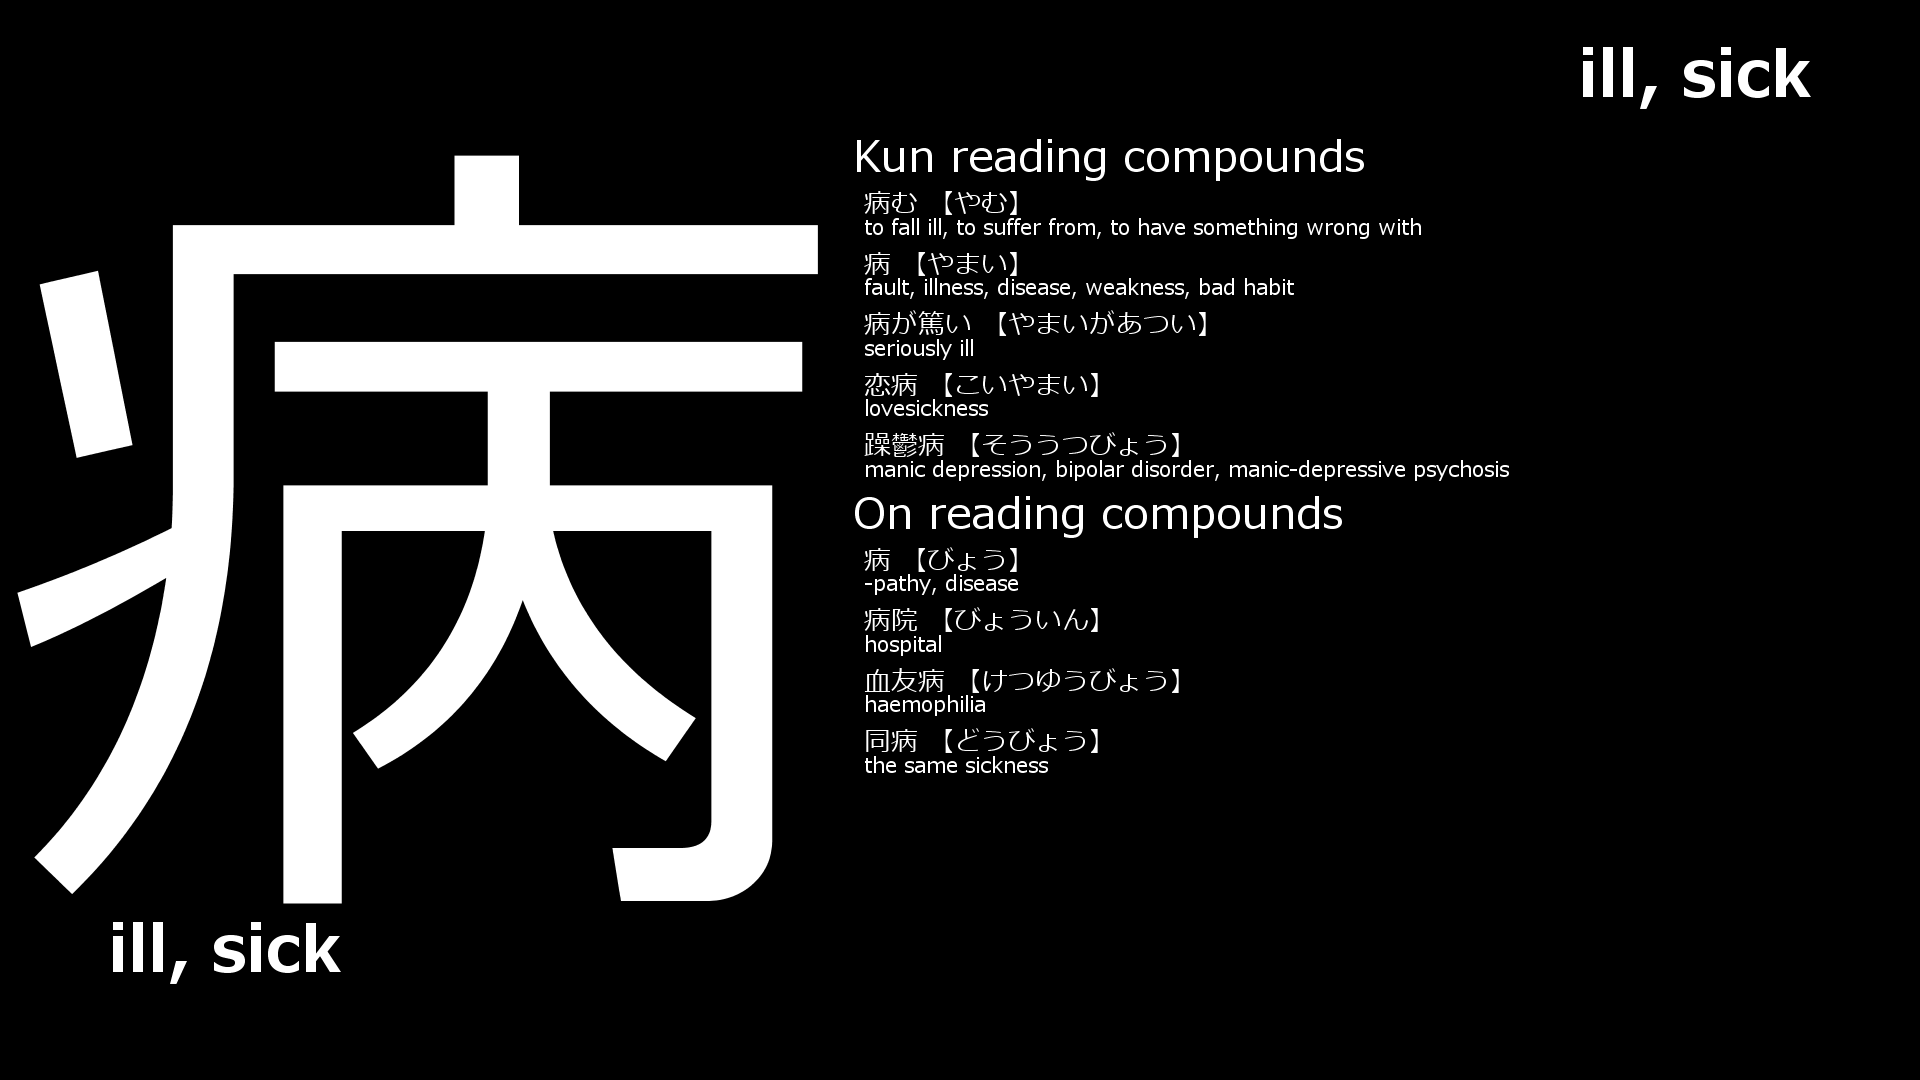 ill, sick
病
Kun reading compounds
病む 【やむ】
to fall ill, to suffer from, to have something wrong with
病 【やまい】
fault, illness, disease, weakness, bad habit
病が篤い 【やまいがあつい】
seriously ill
恋病 【こいやまい】
lovesickness
躁鬱病 【そううつびょう】
manic depression, bipolar disorder, manic-depressive psychosis
On reading compounds
病 【びょう】
-pathy, disease
病院 【びょういん】
hospital
血友病 【けつゆうびょう】
haemophilia
同病 【どうびょう】
the same sickness
ill, sick